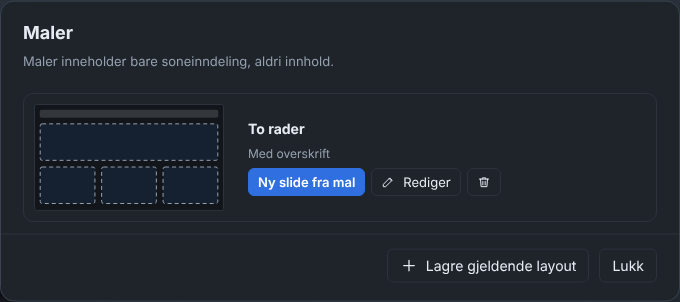 Maler
Maler inneholder bare soneinndeling, aldri innhold.
To rader
Med overskrift
Ny slide fra mal
Rediger
Lagre gjeldende layout
Lukk